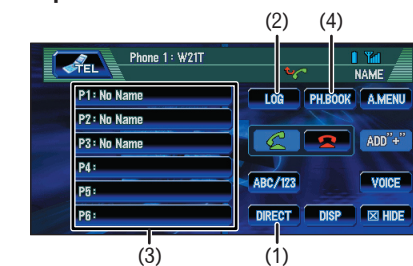 (2) (4)
TEL Phone 1 : W21T
NAME
P1 : No Name
LOG PH.BOOK A.MENU
P2 : No Name
P3 : No Name
ADD"+"
P4 :
P5 :
ABC/123 VOICE
P6 :
DIRECT DISP HIDE
(3) (1)